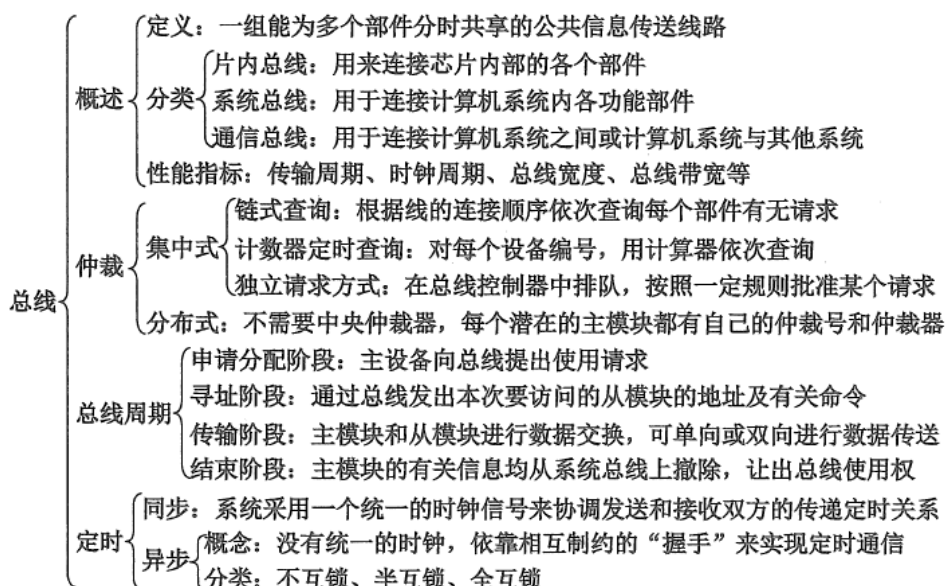 定义：一组能为多个部件分时共享的公共信息传送线路
片内总线：用来连接芯片内部的各个部件
概述
分类
系统总线：用于连接计算机系统内各功能部件
通信总线：用于连接计算机系统之间或计算机系统与其他系统
性能指标：传输周期、时钟周期、总线宽度、总线带宽等
链式查询：根据线的连接顺序依次查询每个部件有无请求
集中式
计数器定时查询：对每个设备编号，用计算器依次查询
仲裁
独立请求方式：在总线控制器中排队，按照一定规则批准某个请求
总线
分布式：不需要中央仲裁器，每个潜在的主模块都有自己的仲裁号和仲裁器
申请分配阶段：主设备向总线提出使用请求
寻址阶段：通过总线发出本次要访问的从模块的地址及有关命令
总线周期
传输阶段：主模块和从模块进行数据交换，可单向或双向进行数据传送
结束阶段：主模块的有关信息均从系统总线上撤除，让出总线使用权
同步：系统采用一个统一的时钟信号来协调发送和接收双方的传递定时关系
定时
异步
概念：没有统一的时钟，依靠相互制约的“握手”来实现定时通信
分类：不互锁、半互锁、全互锁